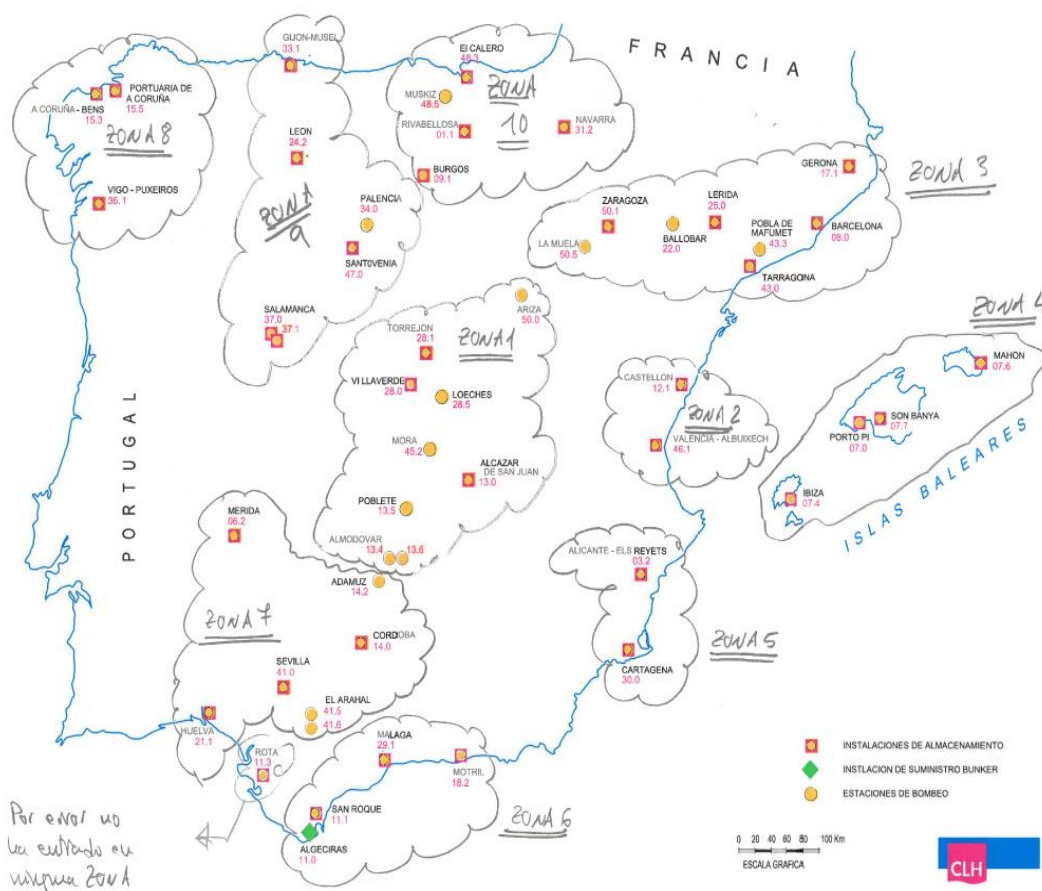 FRANCIA
GIJON-MUSEL
33.1
El CALERO
48.3
MUSKIZ
48.5
ZONA
10
RIVABELLOSA
01.1
NAVARRA
31.2
BURGOS
09.1
PORTUARIA DE
A CORUÑA
15.5
A CORUÑA - BENS
15.3
ZONA 8
VIGO - PUXEIROS
36.1
LEON
24.2
ZONA
9
PALENCIA
34.0
SANTOVENIA
47.0
SALAMANCA
37.0
37.1
GERONA
17.1
ZONA 3
ZARAGOZA
50.1
LERIDA
25.0
BALLOBAR
22.0
POBLA DE
MAFUMET
43.3
BARCELONA
08.0
LA MUELA
50.5
TARRAGONA
43.0
ARIZA
50.0
TORREJON
28.1
ZONA 1
VILLAVERDE
28.0
LOECHES
28.5
MORA
45.2
ALCAZAR
DE SAN JUAN
13.0
POBLETE
13.5
ALMODOVAR
13.4
13.6
CASTELLON
12.1
ZONA 2
VALENCIA - ALBUIXECH
46.1
ZONA 4
MAHON
07.6
SON BANYA
07.7
PORTO PI
07.0
IBIZA
07.4
ISLAS BALEARES
PORTUGAL
MERIDA
06.2
ADAMUZ
14.2
ZONA 7
CORDOBA
14.0
SEVILLA
41.0
EL ARAHAL
41.5
41.6
HUELVA
21.1
ALICANTE - ELS REYETS
03.2
ZONA 5
CARTAGENA
30.0
ROTA
11.3
MALAGA
29.1
MOTRIL
18.2
SAN ROQUE
11.1
ALGECIRAS
11.0
ZONA 6
Por error no
ha entrado en
ninguna ZONA
INSTALACIONES DE ALMACENAMIENTO
INSTLACION DE SUMINISTRO BUNKER
ESTACIONES DE BOMBEO
0 20 40 60 80 100 Km
ESCALA GRAFICA
CLH